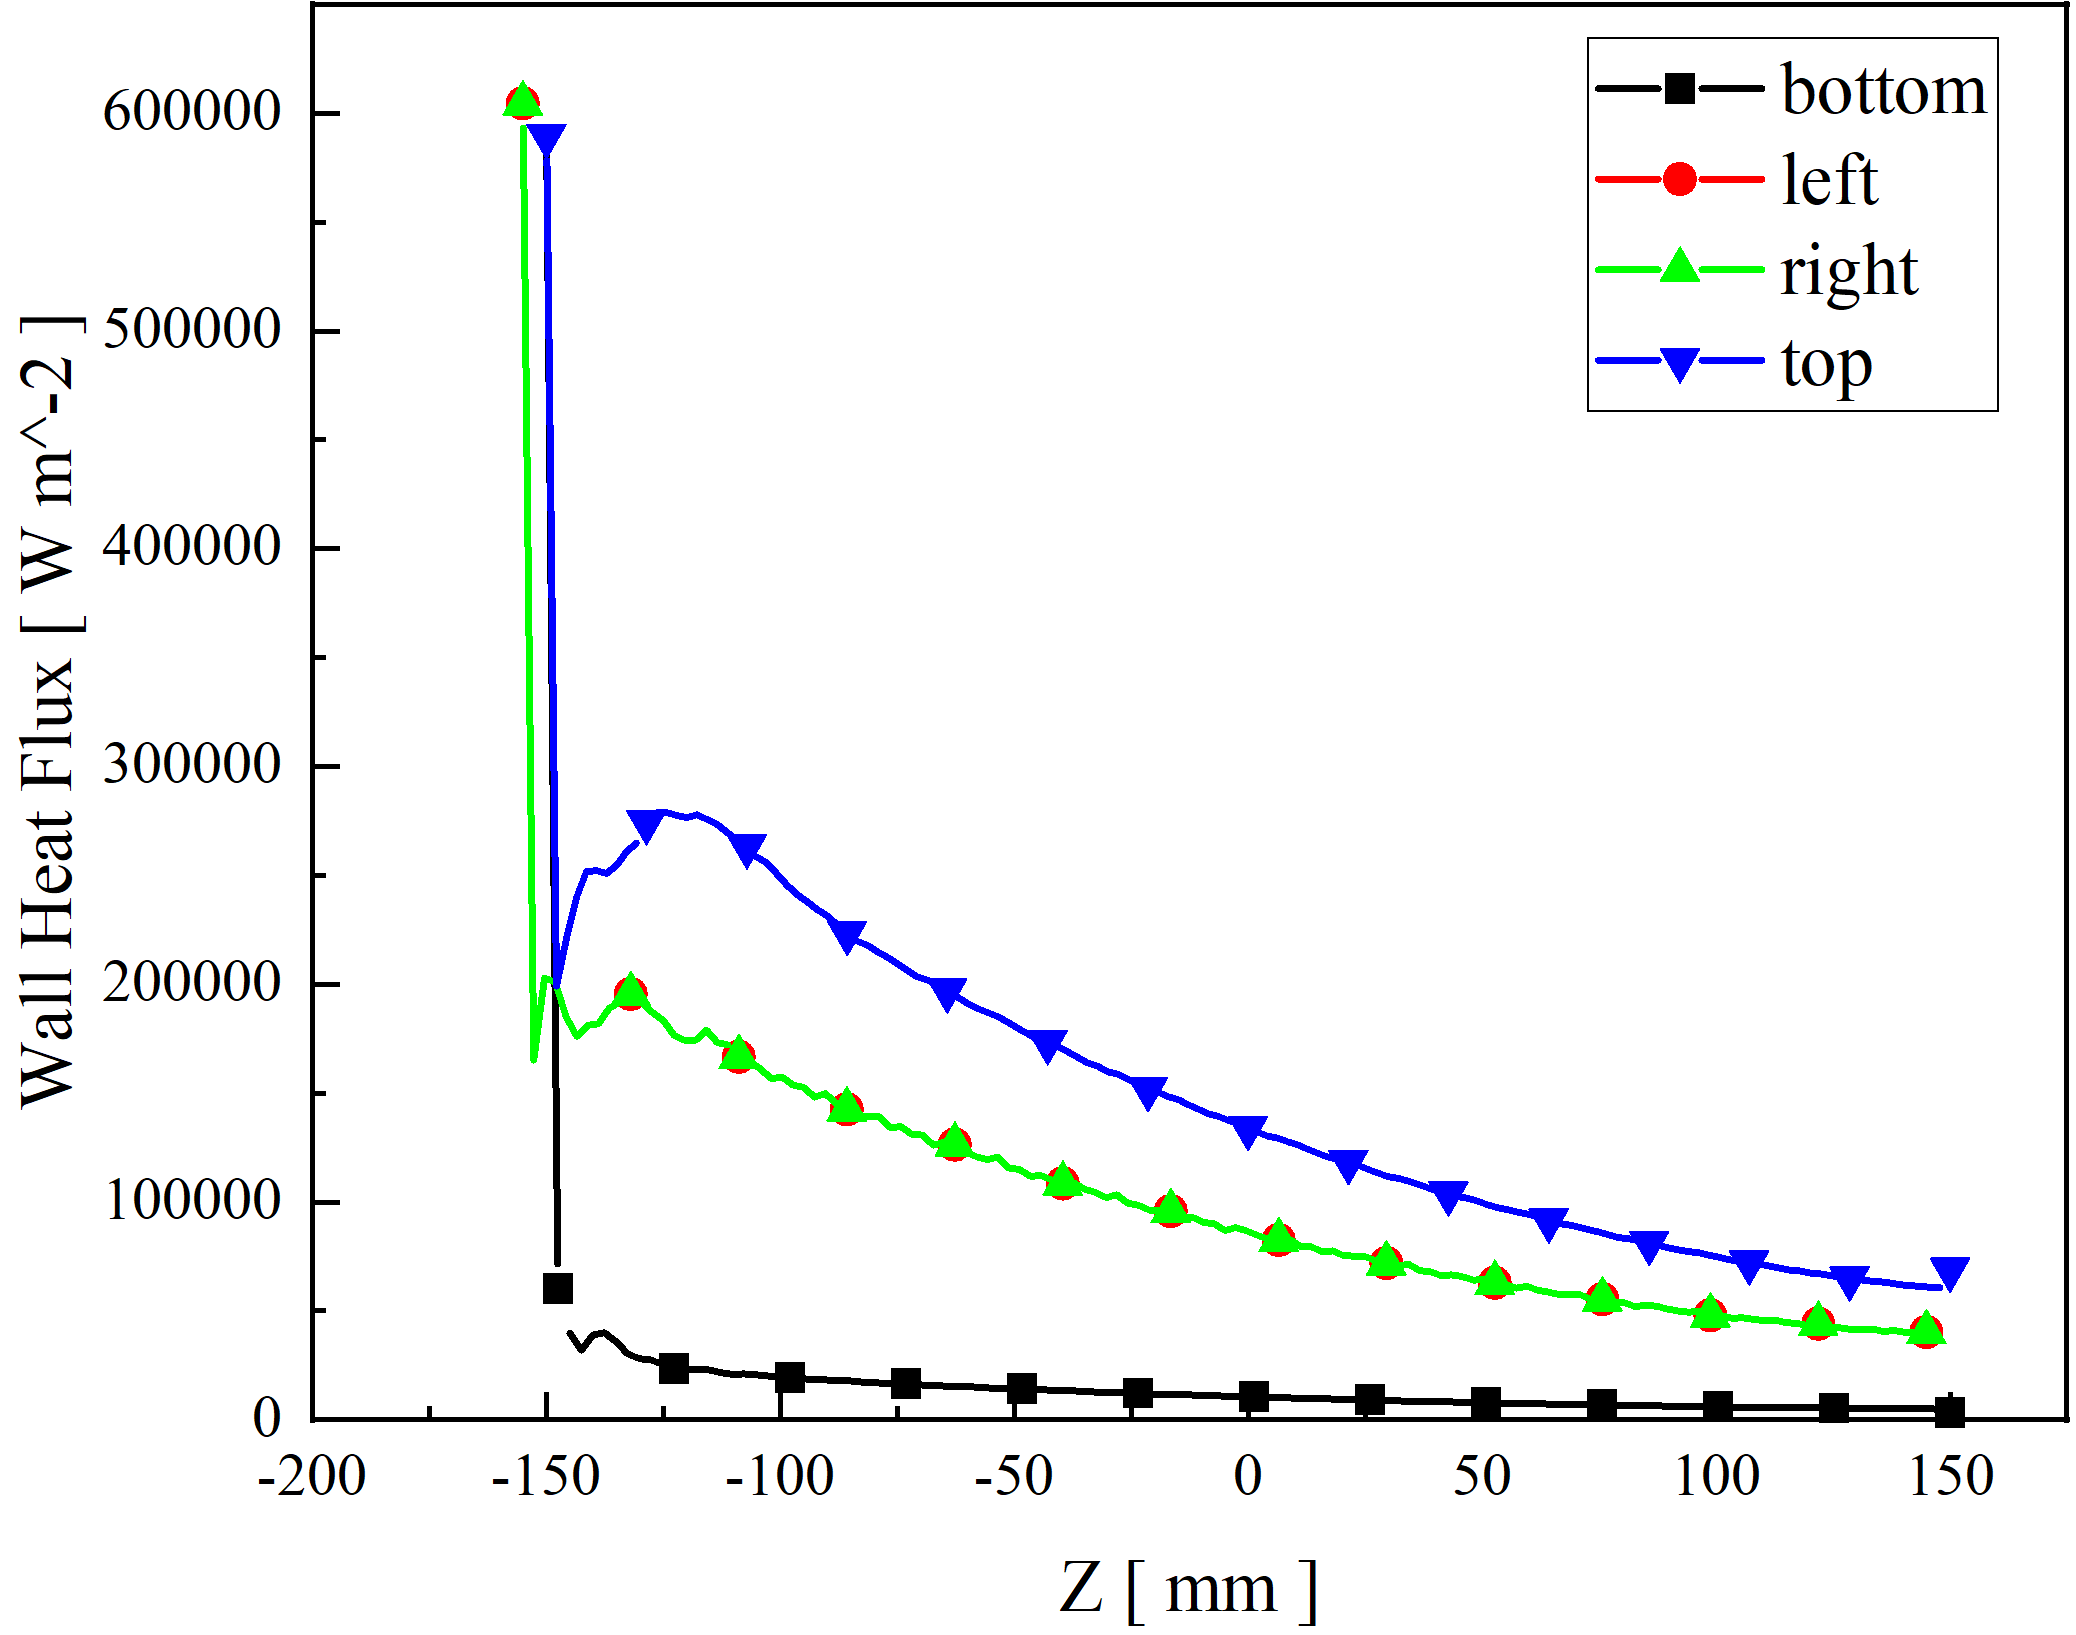 bottom
left
right
top
600000
500000
400000
300000
200000
100000
0
Wall Heat Flux [ W m^-2 ]
-200 -150 -100 -50 0 50 100 150
Z [ mm ]